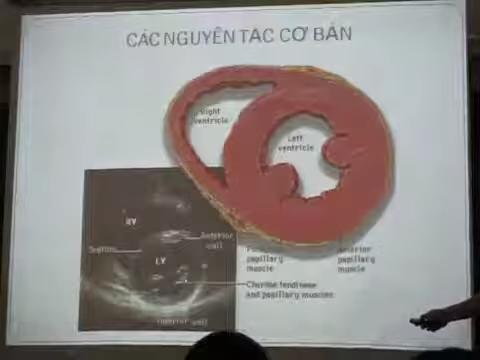 CÁC NGUYÊN TẮC CƠ BẢN
Right
ventricle
Left
ventricle
RV
Anterior
wall
Septum
LV
papillary
muscle
Anterior
papillary
muscle
Chordae tendineae
and papillary muscles
Inferior wall